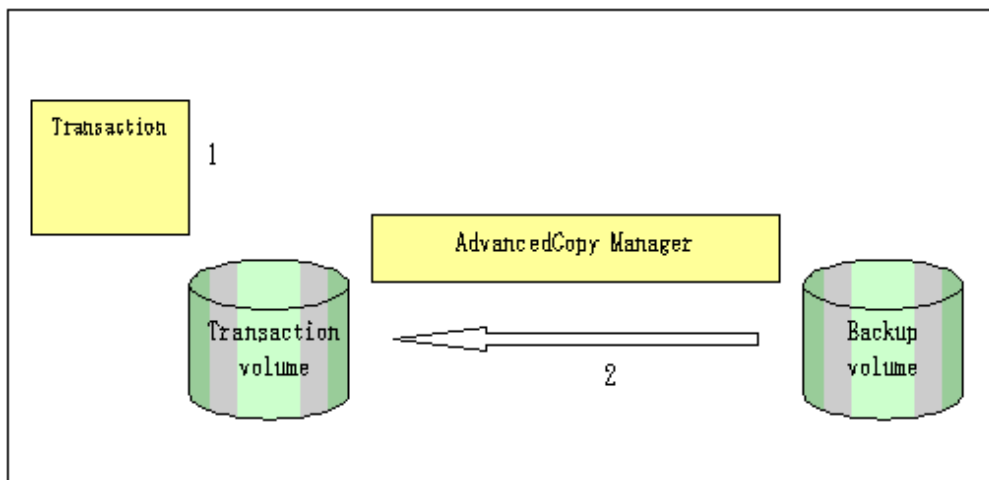 Transaction
1
AdvancedCopy Manager
Transaction
volume
2
Backup
volume